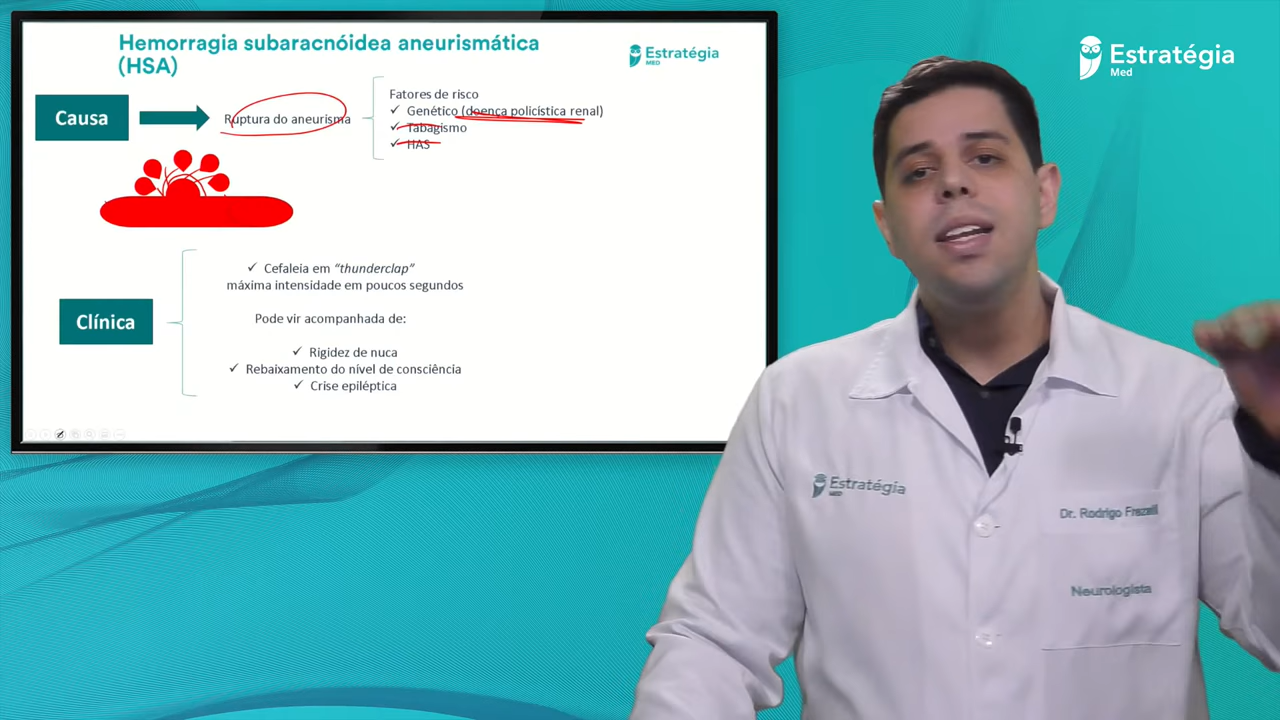 Hemorragia subaracnóidea aneurismática
(HSA)
Estratégia
MED
Causa
Ruptura do aneurisma
Fatores de risco
✓ Genético (doença policística renal)
✓ Tabagismo
✓ HAS
Clínica
✓ Cefaleia em “thunderclap”
máxima intensidade em poucos segundos
Pode vir acompanhada de:
✓ Rigidez de nuca
✓ Rebaixamento do nível de consciência
✓ Crise epiléptica
Estratégia
Med
Estratégia
MED
Dr. Rodrigo
Neurologista